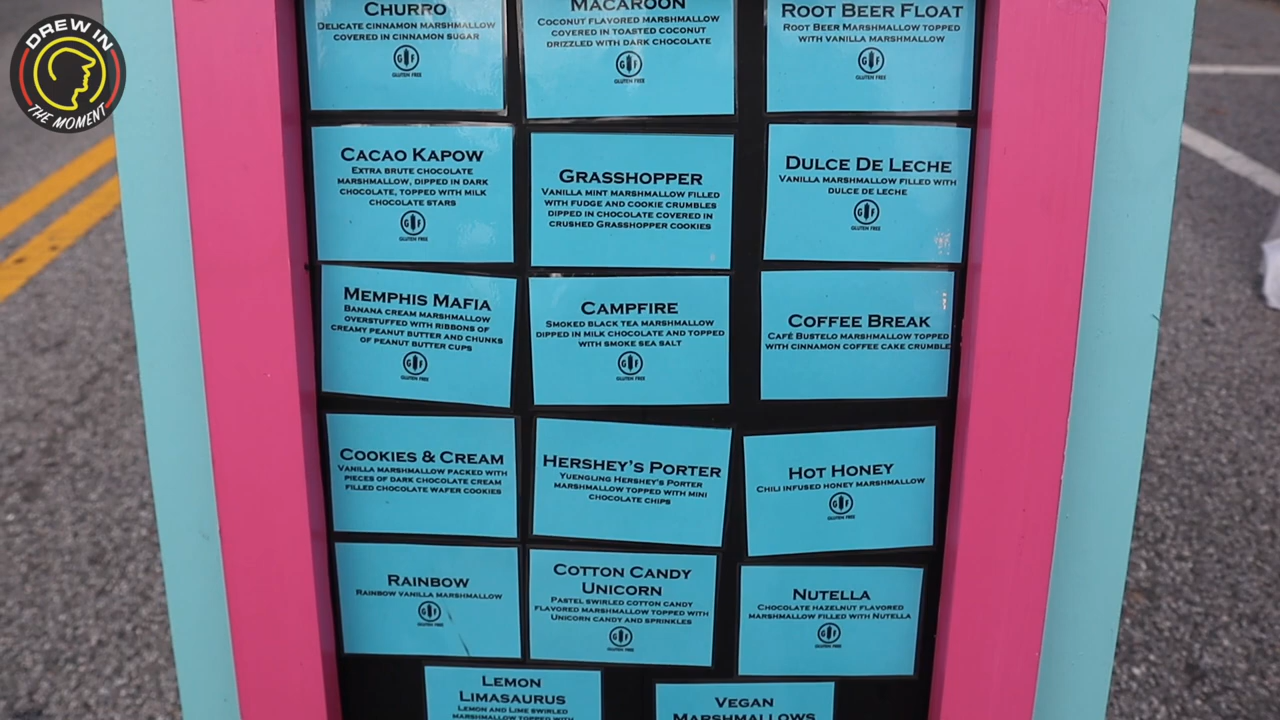 DREW IN
THE MOMENT
CHURRO
DELICATE CINNAMON MARSHMALLOW
COVERED IN CINNAMON SUGAR
GF
GLUTEN FREE
MACAROON
COCONUT FLAVORED MARSHMALLOW
COVERED IN TOASTED COCONUT
DRIZZLED WITH DARK CHOCOLATE
GF
GLUTEN FREE
ROOT BEER FLOAT
ROOT BEER MARSHMALLOW TOPPED
WITH VANILLA MARSHMALLOW
GF
GLUTEN FREE
CACAO KAPOW
EXTRA BRUTE CHOCOLATE
MARSHMALLOW, DIPPED IN DARK
CHOCOLATE, TOPPED WITH MILK
CHOCOLATE STARS
GF
GLUTEN FREE
GRASSHOPPER
VANILLA MINT MARSHMALLOW FILLED
WITH FUDGE AND COOKIE CRUMBLES
DIPPED IN CHOCOLATE COVERED IN
CRUSHED GRASSHOPPER COOKIES
DULCE DE LECHE
VANILLA MARSHMALLOW FILLED WITH
DULCE DE LECHE
GF
GLUTEN FREE
MEMPHIS MAFIA
BANANA CREAM MARSHMALLOW
OVERSTUFFED WITH RIBBONS OF
CREAMY PEANUT BUTTER AND CHUNKS
OF PEANUT BUTTER CUPS
GF
GLUTEN FREE
CAMPFIRE
SMOKED BLACK TEA MARSHMALLOW
DIPPED IN MILK CHOCOLATE AND TOPPED
WITH SMOKE SEA SALT
GF
GLUTEN FREE
COFFEE BREAK
CAFÉ BUSTELO MARSHMALLOW TOPPED
WITH CINNAMON COFFEE CAKE CRUMBLE
COOKIES & CREAM
VANILLA MARSHMALLOW PACKED WITH
PIECES OF DARK CHOCOLATE CREAM
FILLED CHOCOLATE WAFER COOKIES
HERSHEY'S PORTER
YUENGLING HERSHEY'S PORTER
MARSHMALLOW TOPPED WITH MINI
CHOCOLATE CHIPS
HOT HONEY
CHILI INFUSED HONEY MARSHMALLOW
GF
GLUTEN FREE
RAINBOW
RAINBOW VANILLA MARSHMALLOW
GF
GLUTEN FREE
COTTON CANDY
UNICORN
PASTEL SWIRLED COTTON CANDY
FLAVORED MARSHMALLOW TOPPED WITH
UNICORN CANDY AND SPRINKLES
GF
GLUTEN FREE
NUTELLA
CHOCOLATE HAZELNUT FLAVORED
MARSHMALLOW FILLED WITH NUTELLA
GF
GLUTEN FREE
LEMON
LIMASAURUS
LEMON AND LIME SWIRLED
MARSHMALLOW TOPPED WITH
VEGAN
MARSHMALLOWS